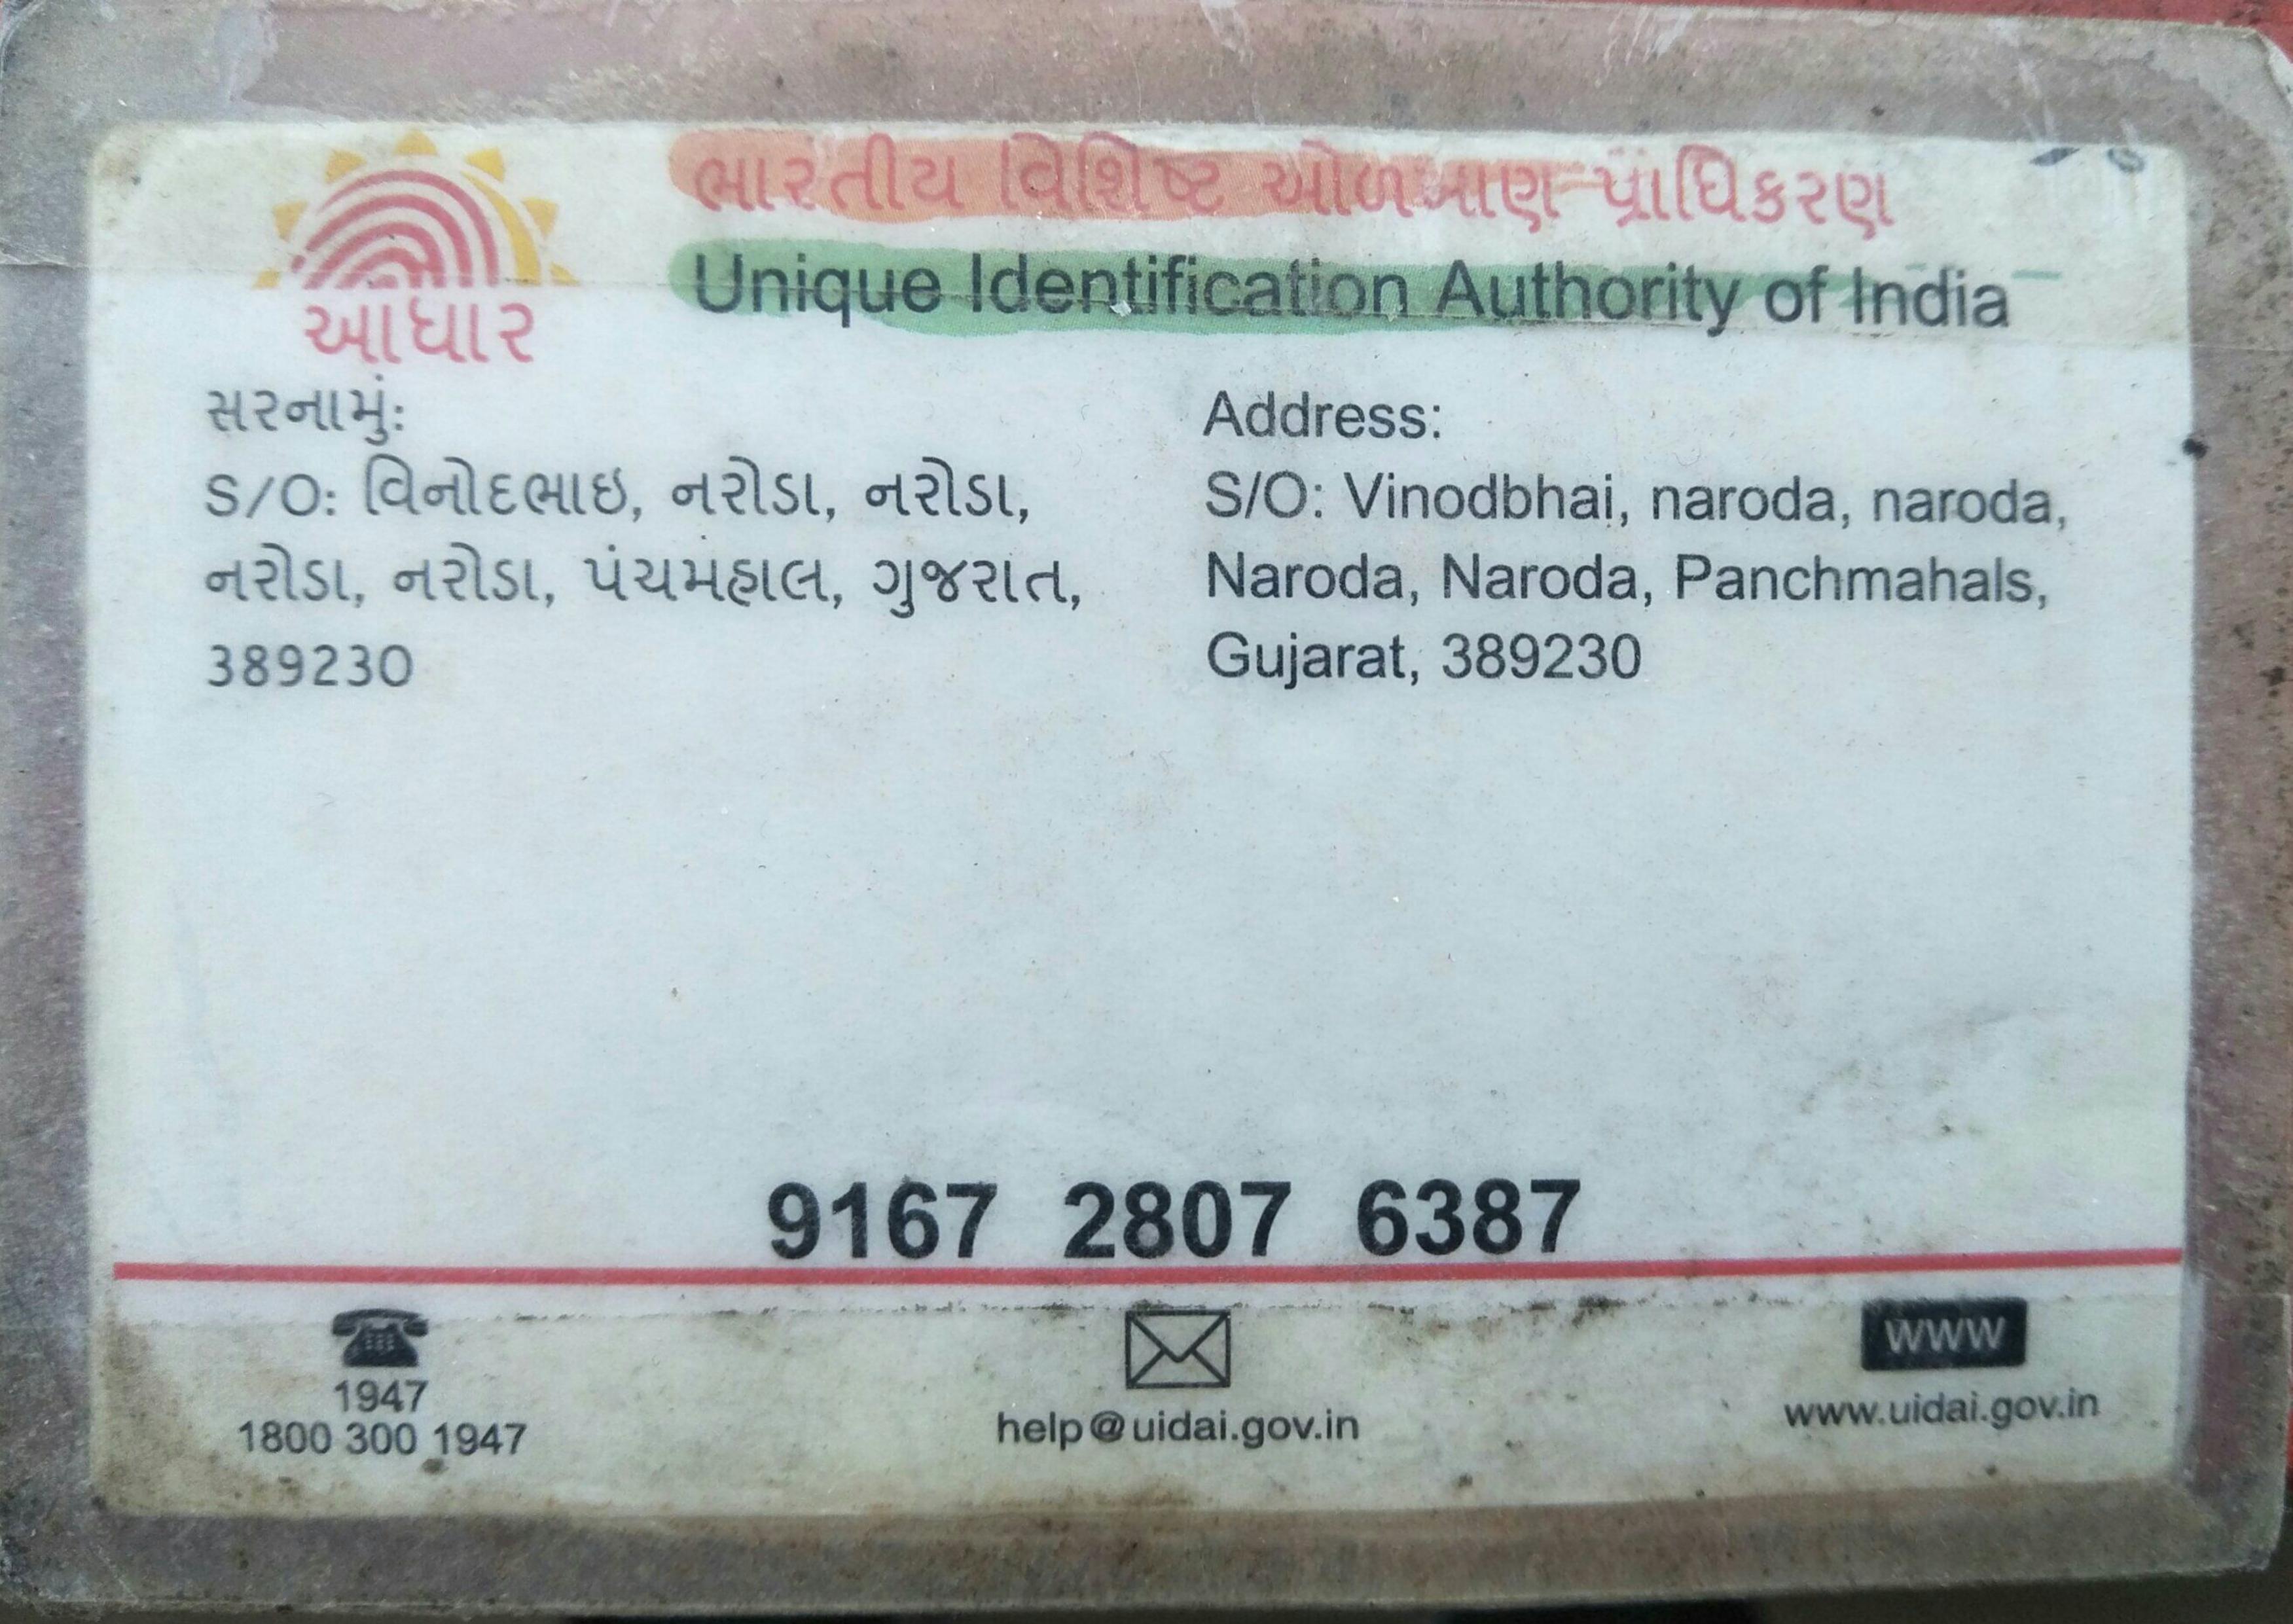 ભારતીય વિશિષ્ટ ઓળખાણ પ્રાધિકરણ
Unique Identification Authority of India
આધાર
સરનામું:
S/O: વિનોદભાઇ, નરોડા, નરોડા,
નરોડા, નરોડા, પંચમહાલ, ગુજરાત,
389230
Address:
S/O: Vinodbhai, naroda, naroda,
Naroda, Naroda, Panchmahals,
Gujarat, 389230
9167 2807 6387
1947
1800 300 1947
help@uidai.gov.in
www
www.uidai.gov.in